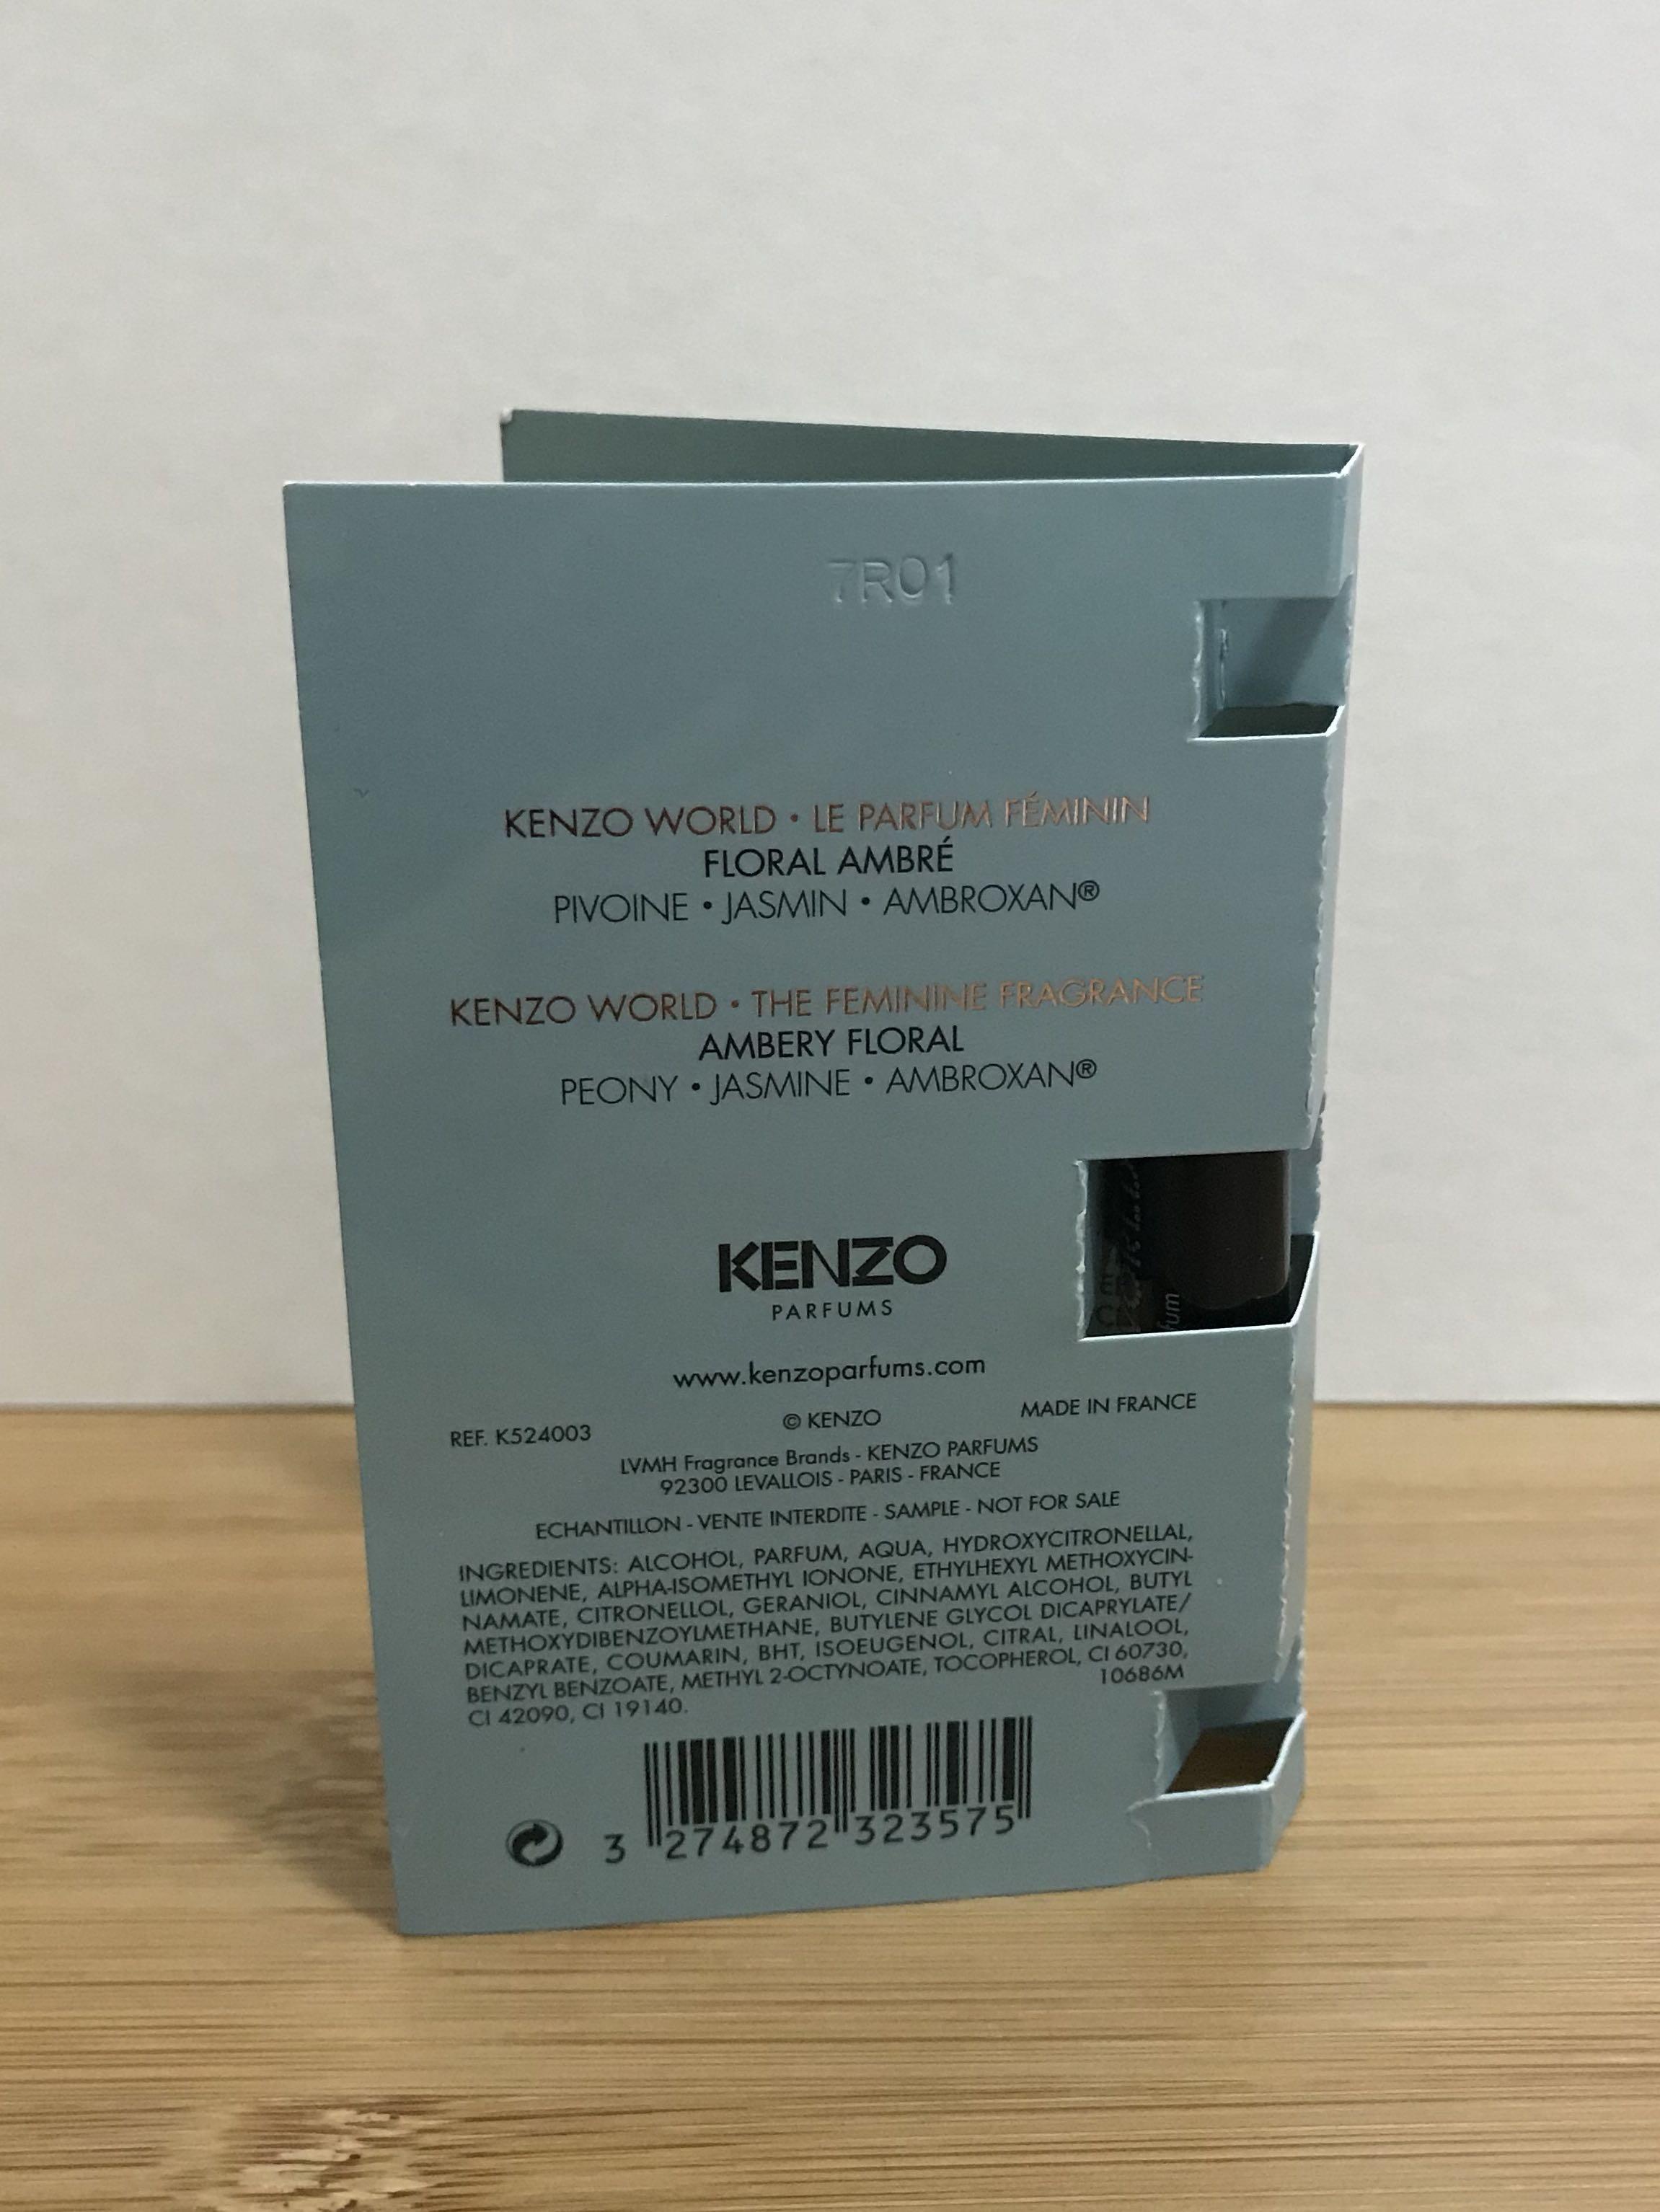 7R01
KENZO WORLD • LE PARFUM FÉMININ
FLORAL AMBRÉ
PIVOINE • JASMIN • AMBROXAN®
KENZO WORLD • THE FEMININE FRAGRANCE
AMBERY FLORAL
PEONY • JASMINE • AMBROXAN®
KENZO
PARFUMS
www.kenzoparfums.com
REF. K524003 © KENZO MADE IN FRANCE
LVMH Fragrance Brands - KENZO PARFUMS
92300 LEVALLOIS - PARIS - FRANCE
ECHANTILLON - VENTE INTERDITE - SAMPLE - NOT FOR SALE
INGREDIENTS: ALCOHOL, PARFUM, AQUA, HYDROXYCITRONELLAL,
LIMONENE, ALPHA-ISOMETHYL IONONE, ETHYLHEXYL METHOXYCIN-
NAMATE, CITRONELLOL, GERANIOL, CINNAMYL ALCOHOL, BUTYL
METHOXYDIBENZOYLMETHANE, BUTYLENE GLYCOL DICAPRYLATE/
DICAPRATE, COUMARIN, BHT, ISOEUGENOL, CITRAL, LINALOOL,
BENZYL BENZOATE, METHYL 2-OCTYNOATE, TOCOPHEROL, CI 60730,
CI 42090, CI 19140. 10686M
3 274872 323575